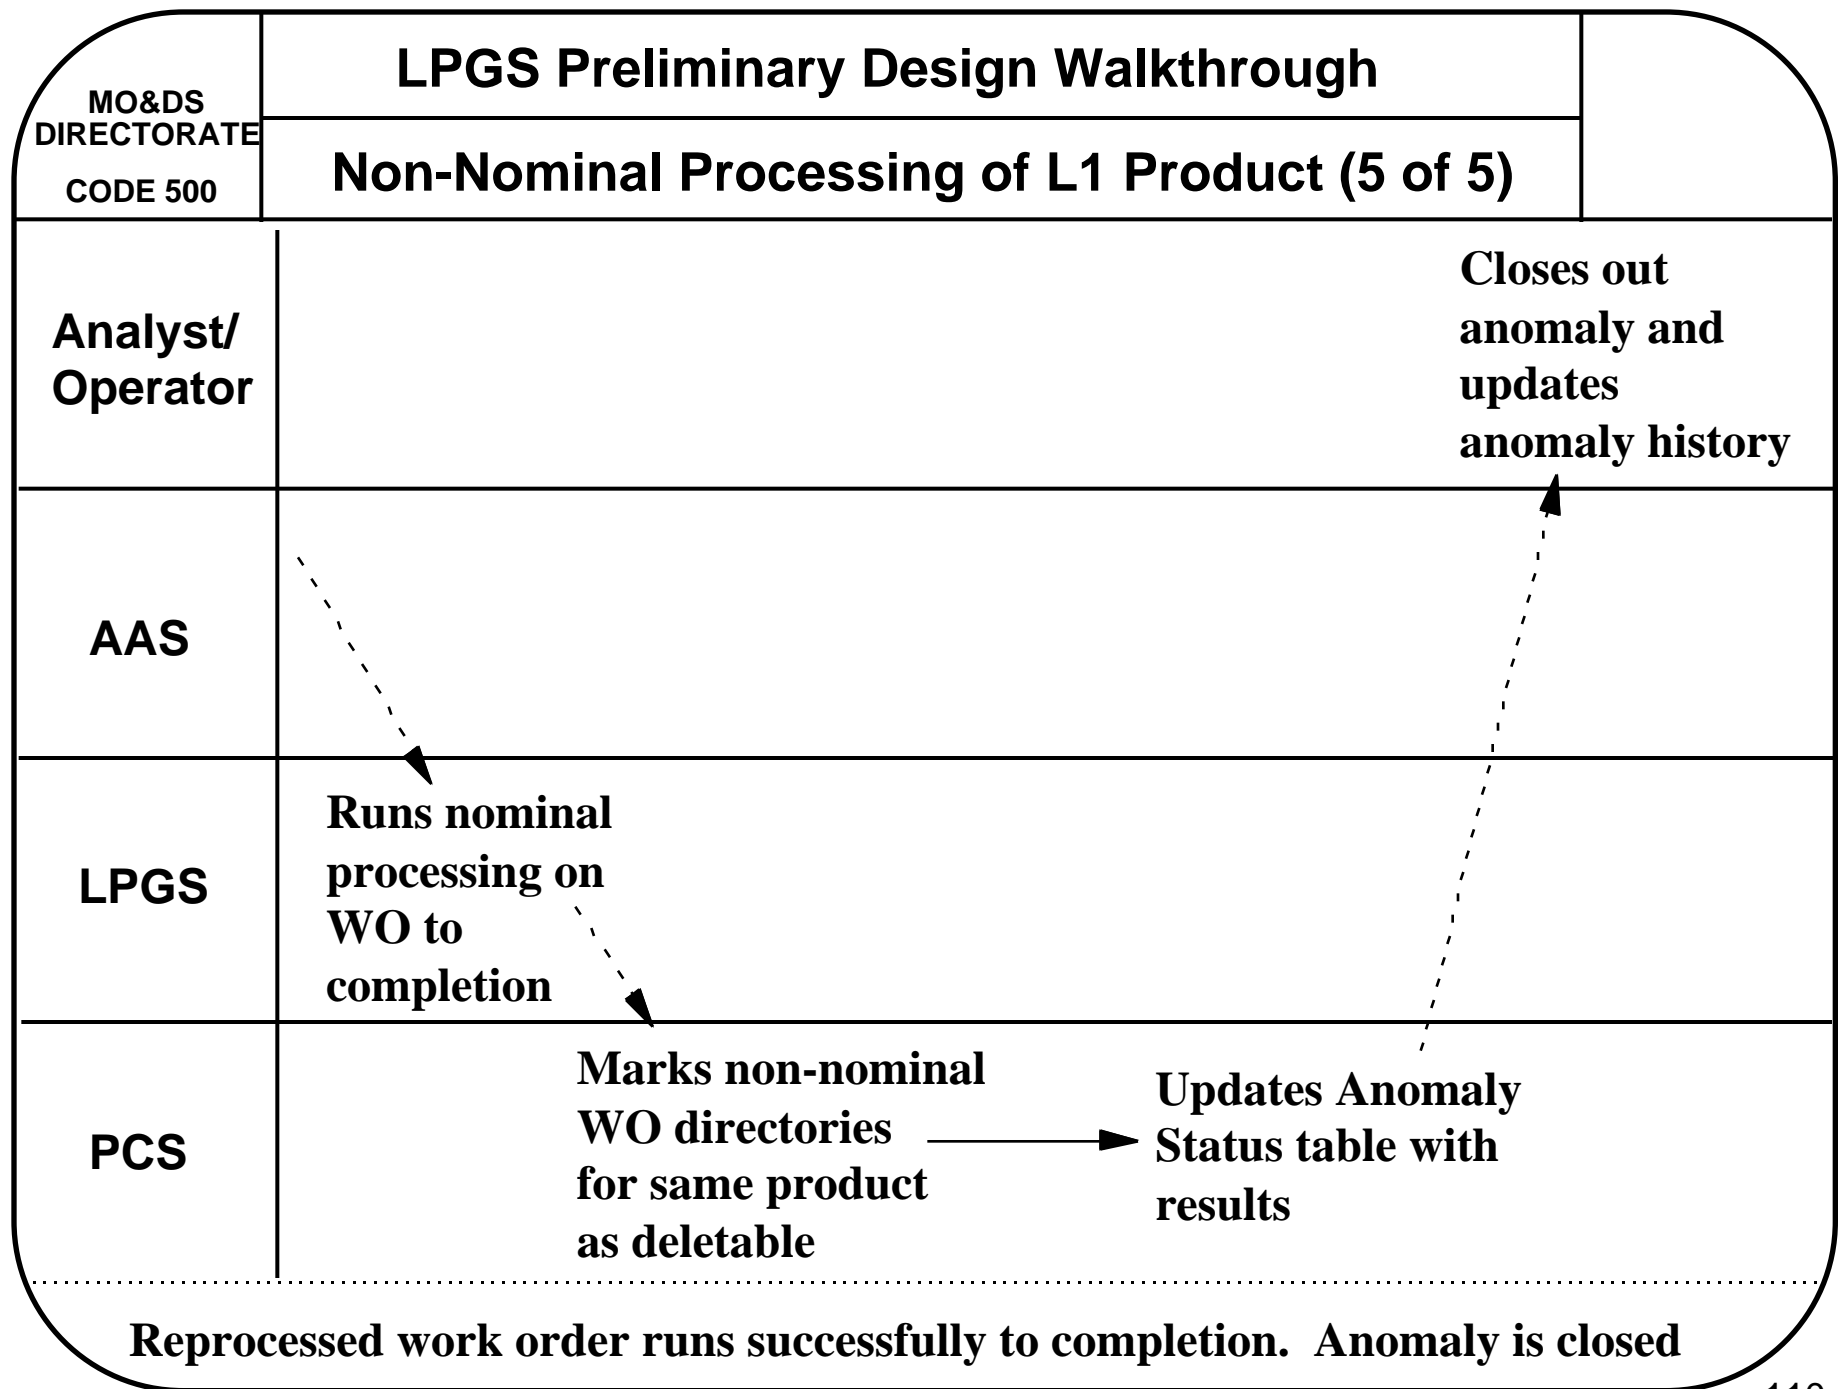 MO&DS
DIRECTORATE
CODE 500
LPGS Preliminary Design Walkthrough
Non-Nominal Processing of L1 Product (5 of 5)
Analyst/
Operator
Closes out
anomaly and
updates
anomaly history
AAS
LPGS
Runs nominal
processing on
WO to
completion
PCS
Marks non-nominal
WO directories
for same product
as deletable
Updates Anomaly
Status table with
results
Reprocessed work order runs successfully to completion.  Anomaly is closed